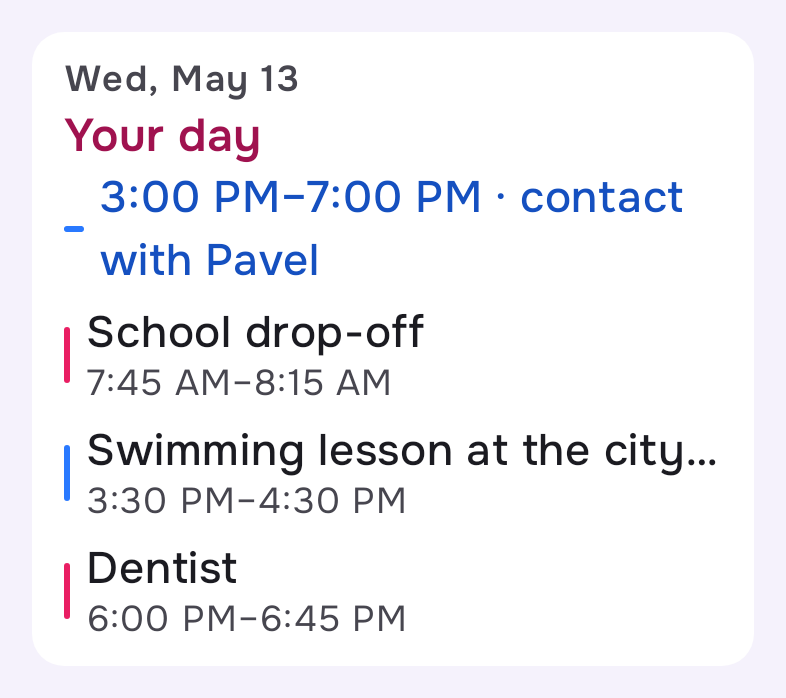 Wed, May 13
Your day
3:00 PM–7:00 PM · contact
with Pavel
School drop-off
7:45 AM–8:15 AM
Swimming lesson at the city…
3:30 PM–4:30 PM
Dentist
6:00 PM–6:45 PM